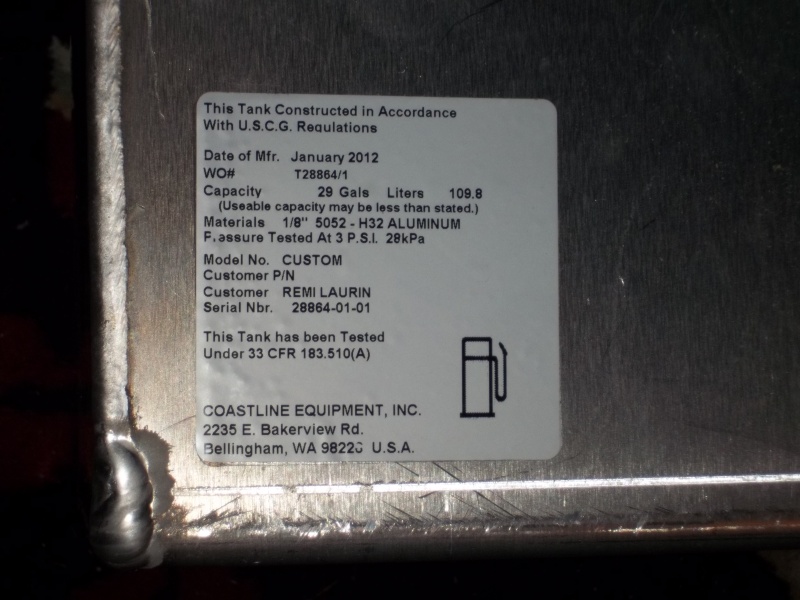 This Tank Constructed in Accordance
With U.S.C.G. Regulations
Date of Mfr. January 2012
WO# T28864/1
Capacity 29 Gals Liters 109.8
(Useable capacity may be less than stated.)
Materials 1/8" 5052 - H32 ALUMINUM
Pressure Tested At 3 P.S.I. 28kPa
Model No. CUSTOM
Customer P/N
Customer REMI LAURIN
Serial Nbr. 28864-01-01
This Tank has been Tested
Under 33 CFR 183.510(A)
COASTLINE EQUIPMENT, INC.
2235 E. Bakerview Rd.
Bellingham, WA 98226 U.S.A.